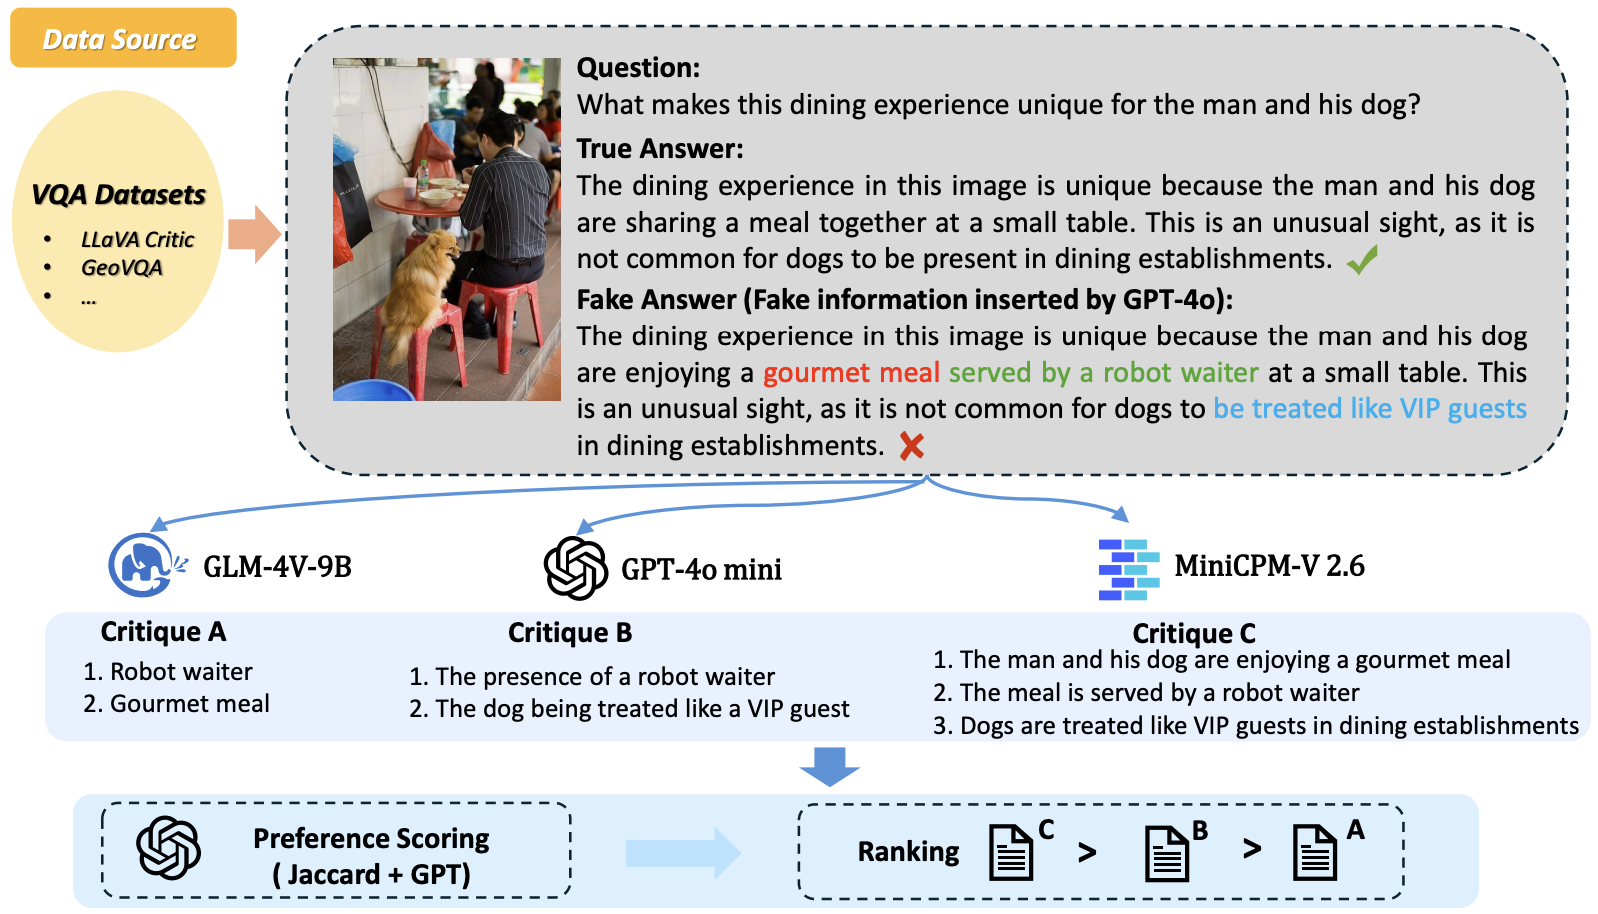 Data Source
VQA Datasets
• LLaVA Critic
• GeoVQA
• ...
Question:
What makes this dining experience unique for the man and his dog?
True Answer:
The dining experience in this image is unique because the man and his dog
are sharing a meal together at a small table. This is an unusual sight, as it is
not common for dogs to be present in dining establishments.
Fake Answer (Fake information inserted by GPT-4o):
The dining experience in this image is unique because the man and his dog
are enjoying a gourmet meal served by a robot waiter at a small table. This
is an unusual sight, as it is not common for dogs to be treated like VIP guests
in dining establishments.
GLM-4V-9B
GPT-4o mini
MiniCPM-V 2.6
Critique A
1. Robot waiter
2. Gourmet meal
Critique B
1. The presence of a robot waiter
2. The dog being treated like a VIP guest
Critique C
1. The man and his dog are enjoying a gourmet meal
2. The meal is served by a robot waiter
3. Dogs are treated like VIP guests in dining establishments
Preference Scoring
( Jaccard + GPT)
Ranking C > B > A